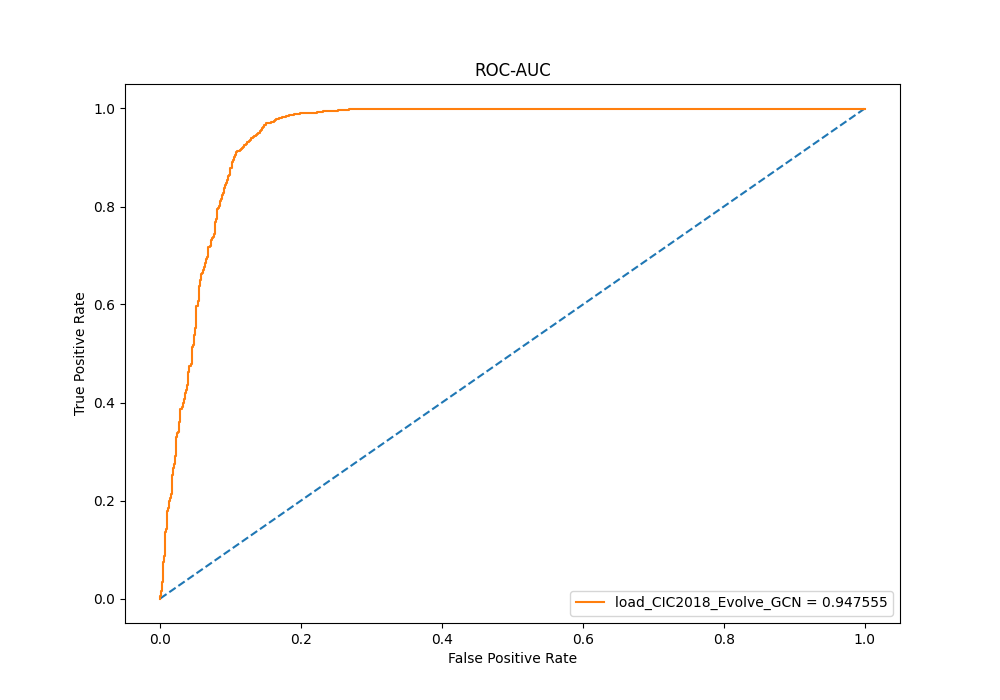 ROC-AUC
1.0
0.8
0.6
0.4
0.2
0.0
True Positive Rate
load_CIC2018_Evolve_GCN = 0.947555
0.0 0.2 0.4 0.6 0.8 1.0
False Positive Rate